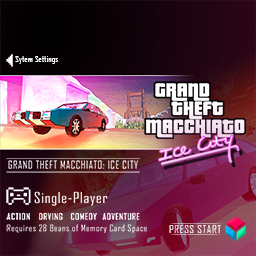 Sytem Settings
GRAND
THEFT
MACCHIATO
Ice City
GRAND THEFT MACCHIATO: ICE CITY
Single-Player
ACTION DRVING COMEDY ADVENTURE
Requires 28 Beans of Memory Card Space
PRESS START